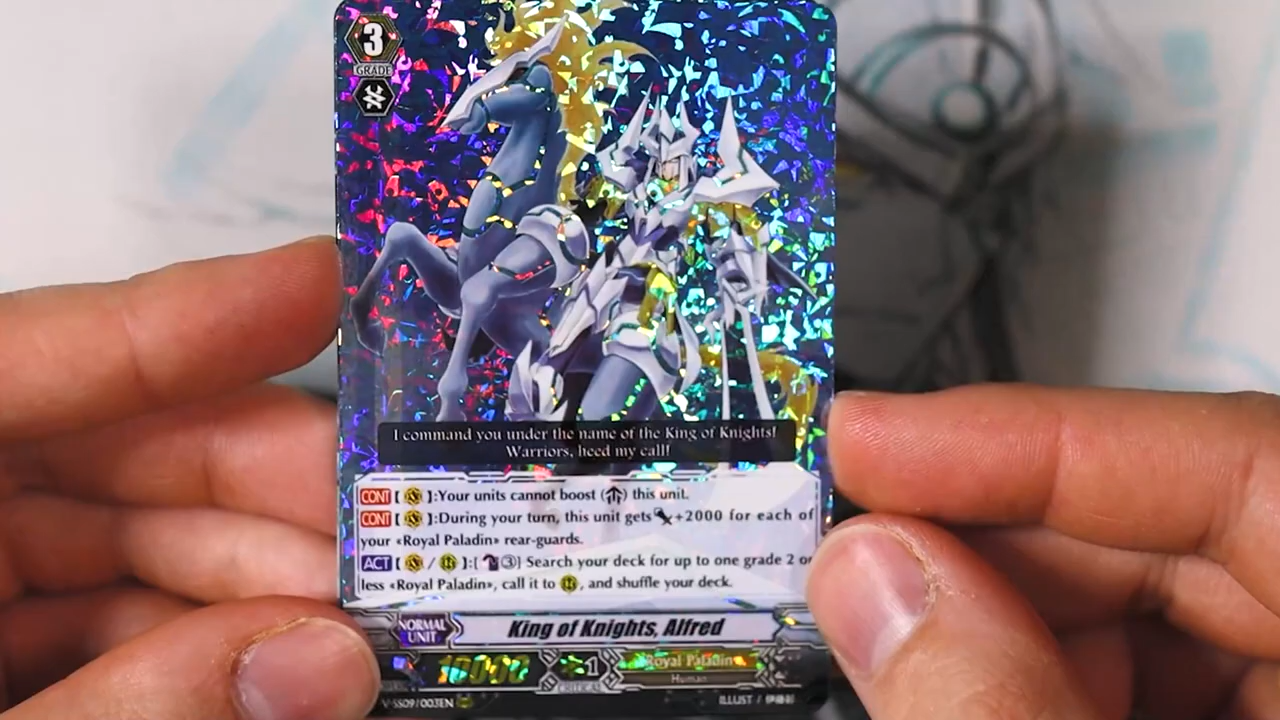 3
GRADE
I command you under the name of the King of Knights!
Warriors, heed my call!
CONT【 】:Your units cannot boost ( ) this unit.
CONT【 】:During your turn, this unit gets +2000 for each of
your «Royal Paladin» rear-guards.
ACT【 / 】:[ ③] Search your deck for up to one grade 2 or
less «Royal Paladin», call it to , and shuffle your deck.
NORMAL
UNIT
King of Knights, Alfred
10000
1
CRITICAL
Royal Paladin
Human
V-SS09/003EN
ILLUST /